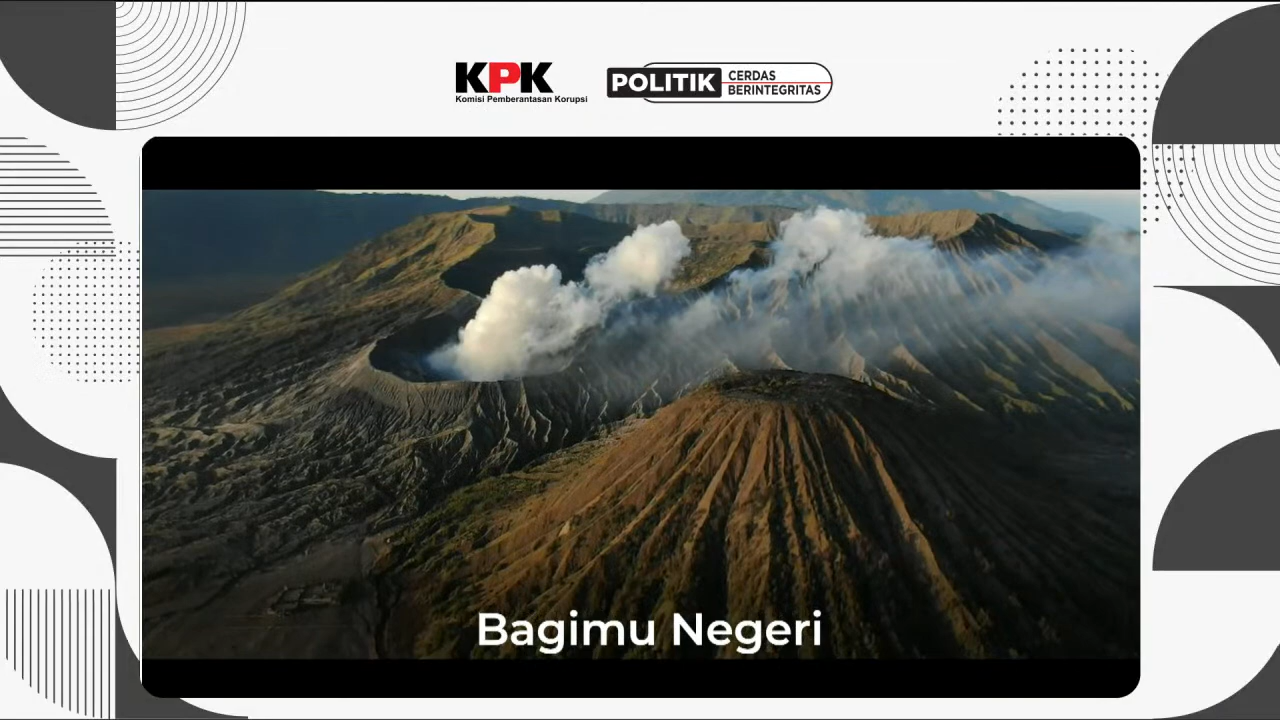 KPK
Komisi Pemberantasan Korupsi
POLITIK CERDAS
BERINTEGRITAS
Bagimu Negeri